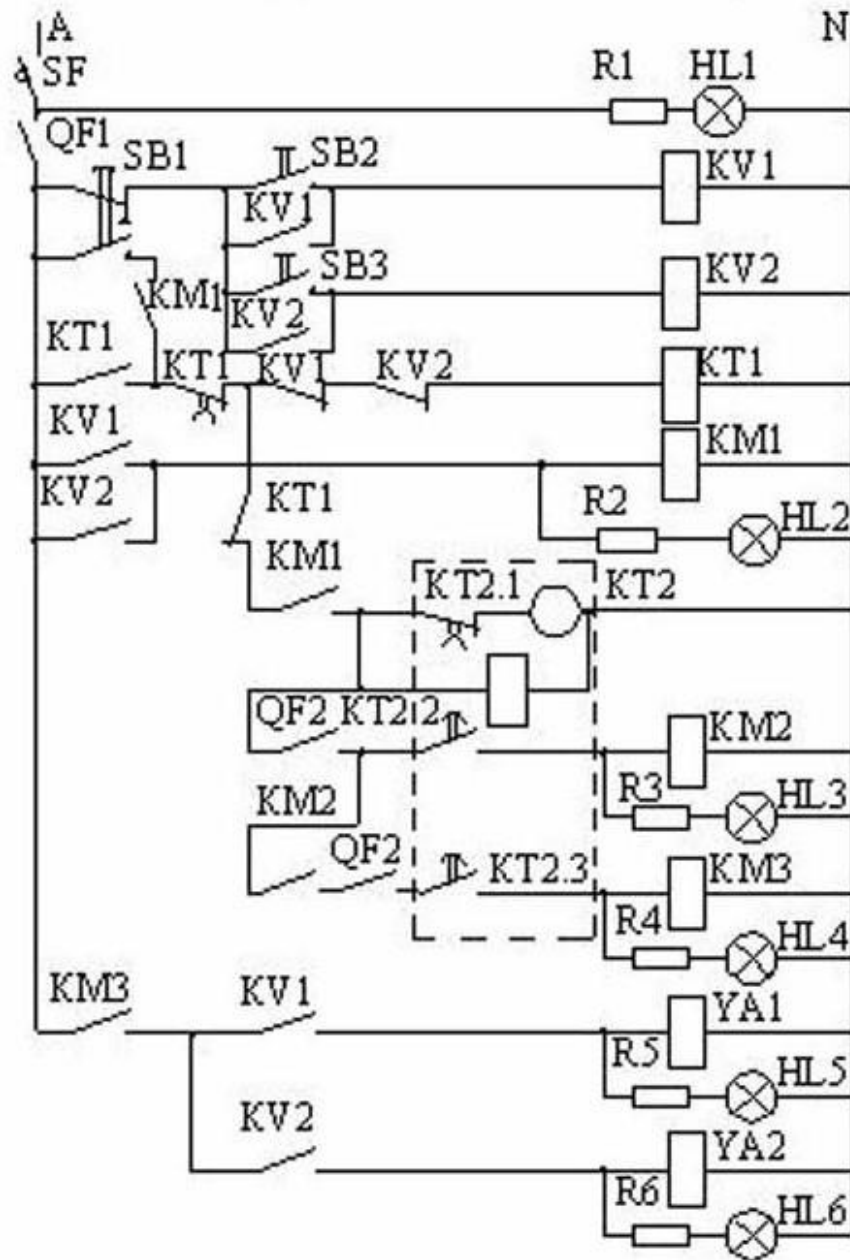 A N
SF R1 HL1
QF1
SB1 SB2 KV1
KV1
SB3 KV2
KM1 KV2
KT1 KT1 KV1 KV2 KT1
KV1 KM1
KV2 KT1 R2 HL2
KM1 KT2.1 KT2
QF2 KT2.2 KM2
KM2 R3 HL3
QF2 KT2.3 KM3
R4 HL4
KM3 KV1 YA1
R5 HL5
KV2 YA2
R6 HL6